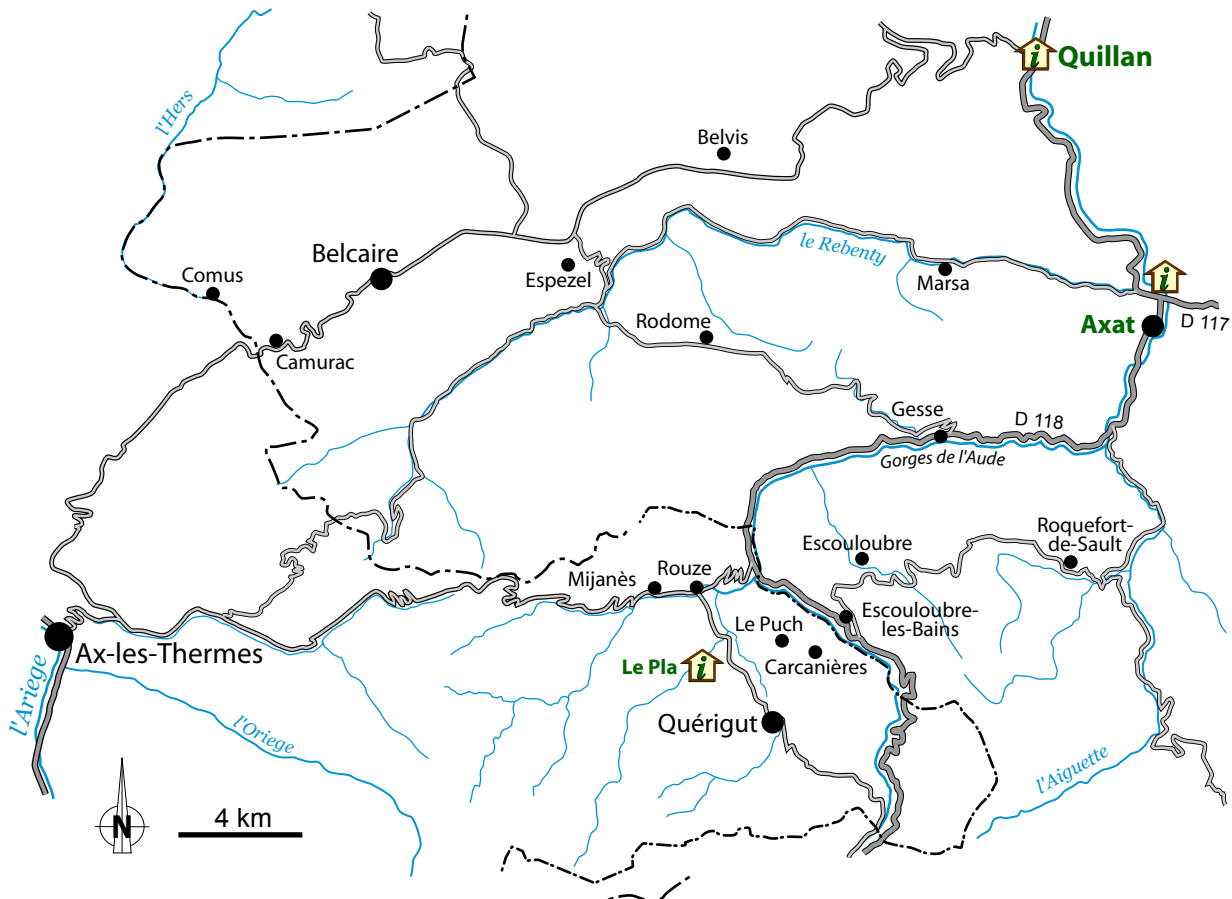 i
Quillan
l'Hers
Belvis
le Rebenty
Belcaire
Comus
Espezel
Marsa
i
Axat
D 117
Rodome
Camurac
Gesse
D 118
Gorges de l'Aude
Roquefort-
de-Sault
Escouloubre
Mijanès
Rouze
Escouloubre-
les-Bains
Le Puch
Carcanières
Ax-les-Thermes
Le Pla
i
l'Ariege
l'Oriege
Quérigut
l'Aiguette
N
4 km